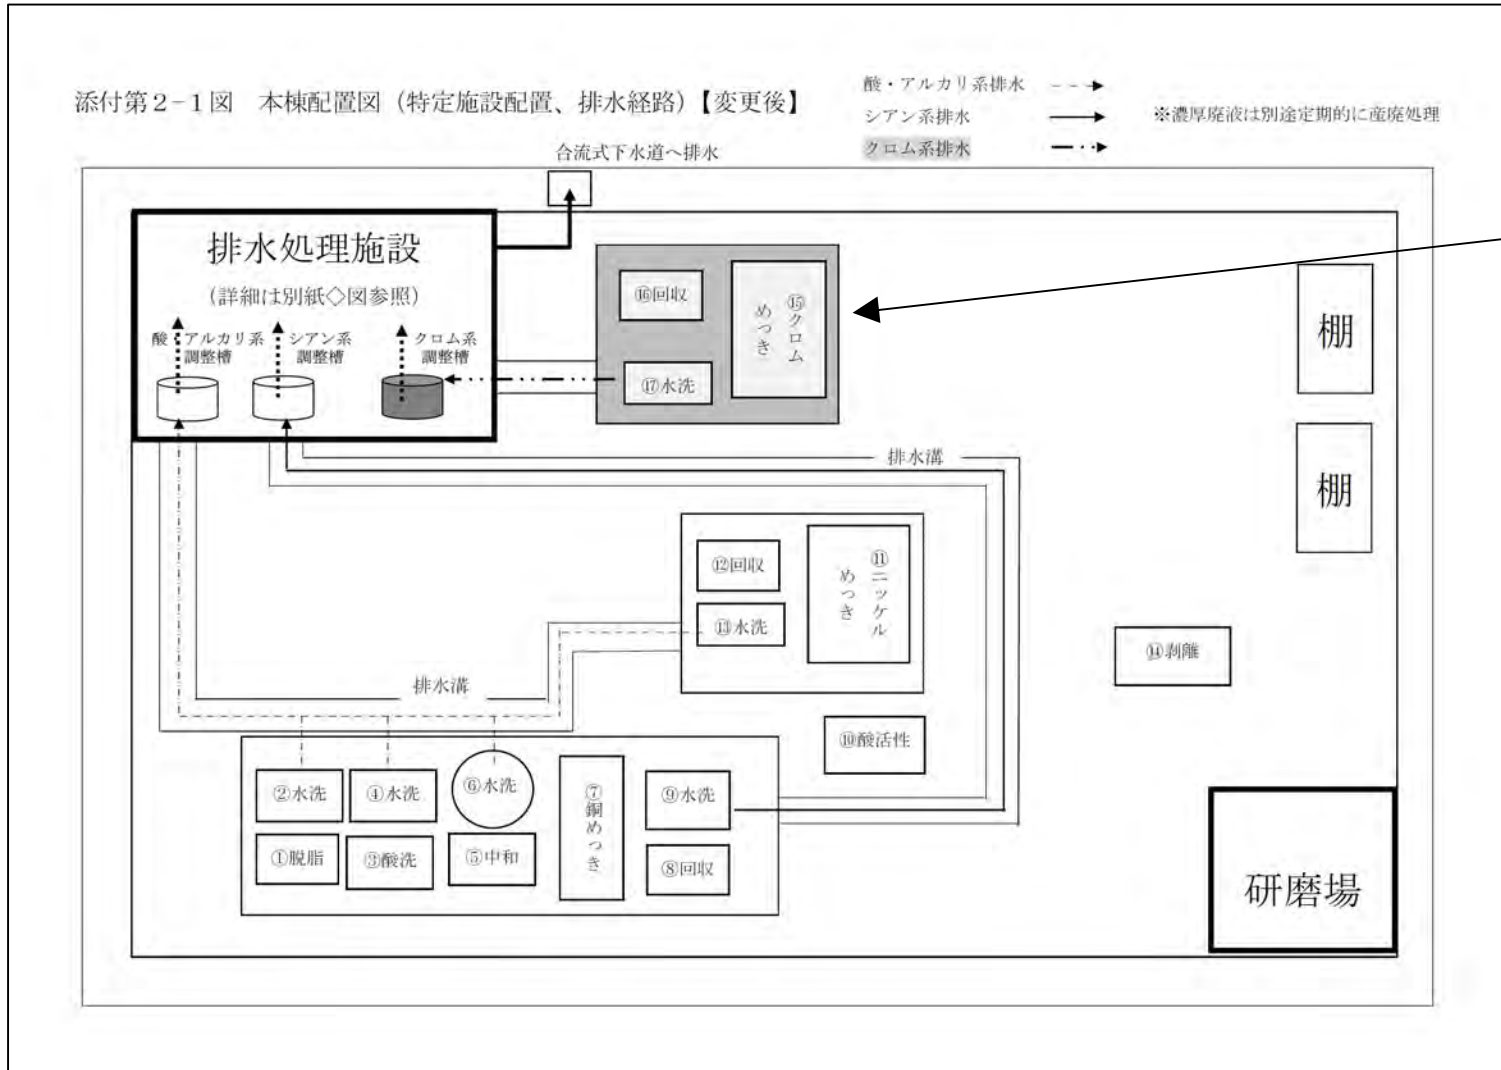 添付第2-1図 本棟配置図(特定施設配置、排水経路)【変更後】
酸・アルカリ系排水
シアン系排水
クロム系排水
※濃厚廃液は別途定期的に産廃処理
合流式下水道へ排水
排水処理施設
(詳細は別紙◇図参照)
酸・アルカリ系
調整槽
シアン系
調整槽
クロム系
調整槽
⑯回収
⑮クロム
めっき
⑰水洗
棚
棚
排水溝
⑫回収
⑪ニッケル
めっき
⑬水洗
⑭剥離
排水溝
⑩酸活性
②水洗
④水洗
⑥水洗
⑦銅めっき
⑨水洗
①脱脂
③酸洗
⑤中和
⑧回収
研磨場